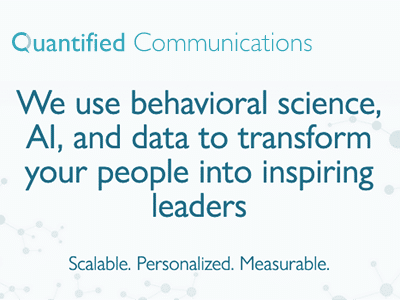 Quantified Communications
We use behavioral science,
AI, and data to transform
your people into inspiring
leaders
Scalable. Personalized. Measurable.